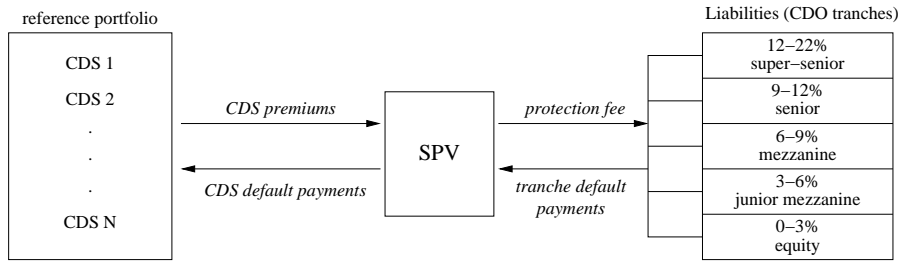 reference portfolio
CDS 1
CDS 2
.
.
.
CDS N
CDS premiums
CDS default payments
SPV
protection fee
tranche default
payments
Liabilities (CDO tranches)
12−22%
super−senior
9−12%
senior
6−9%
mezzanine
3−6%
junior mezzanine
0−3%
equity